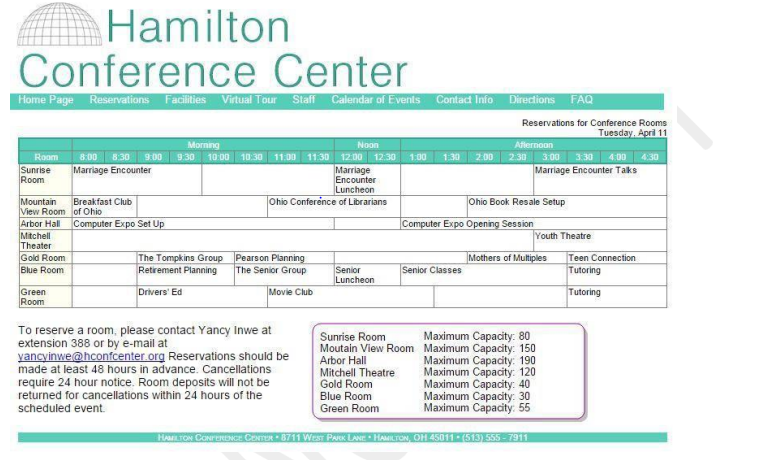 Hamilton
Conference Center
Home Page Reservations Facilities Virtual Tour Staff Calendar of Events Contact Info Directions FAQ
Reservations for Conference Rooms
Tuesday, April 11
Morning Noon Afternoon
Room 8:00 8:30 9:00 9:30 10:00 10:30 11:00 11:30 12:00 12:30 1:00 1:30 2:00 2:30 3:00 3:30 4:00 4:30
Sunrise Marriage Encounter Marriage Marriage Encounter Talks
Room Encounter
Luncheon
Mountain Breakfast Club Ohio Conference of Librarians Ohio Book Resale Setup
View Room of Ohio
Arbor Hall Computer Expo Set Up Computer Expo Opening Session
Mitchell Youth Theatre
Theater
Gold Room The Tompkins Group Pearson Planning Mothers of Multiples Teen Connection
Blue Room Retirement Planning The Senior Group Senior Senior Classes Tutoring
Luncheon
Green Drivers' Ed Movie Club Tutoring
Room
To reserve a room, please contact Yancy Inwe at
extension 388 or by e-mail at
yancyinwe@hconfcenter.org Reservations should be
made at least 48 hours in advance. Cancellations
require 24 hour notice. Room deposits will not be
returned for cancellations within 24 hours of the
scheduled event.
Sunrise Room Maximum Capacity: 80
Moutain View Room Maximum Capacity: 150
Arbor Hall Maximum Capacity: 190
Mitchell Theatre Maximum Capacity: 120
Gold Room Maximum Capacity: 40
Blue Room Maximum Capacity: 30
Green Room Maximum Capacity: 55
Hamilton Conference Center • 8711 West Park Lane • Hamilton, OH 45011 • (513) 555 - 7911